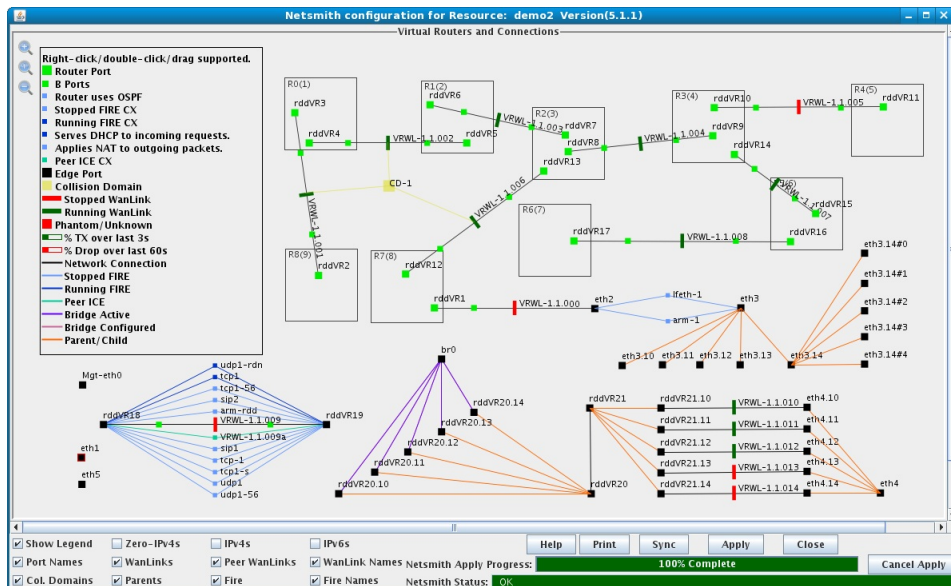 Netsmith configuration for Resource: demo2 Version(5.1.1)
Virtual Routers and Connections
Right-click/double-click/drag supported.
Router Port
B Ports
Router uses OSPF
Stopped FIRE CX
Running FIRE CX
Serves DHCP to incoming requests.
Applies NAT to outgoing packets.
Peer ICE CX
Edge Port
Collision Domain
Stopped WanLink
Running WanLink
Phantom/Unknown
% TX over last 3s
% Drop over last 60s
Network Connection
Stopped FIRE
Running FIRE
Peer ICE
Bridge Active
Bridge Configured
Parent/Child
R0(1)
rddVR3
rddVR4
VRWL-1.1.002
R1(2)
rddVR6
rddVR5
VRWL-1.1.003
R2(3)
rddVR7
rddVR8
rddVR13
VRWL-1.1.004
R3(4)
rddVR10
rddVR9
rddVR14
VRWL-1.1.005
R4(5)
rddVR11
CD-1
VRWL-1.1.006
VRWL-1.1.001
VRWL-1.1.007
rddVR15
rddVR16
R6(7)
rddVR17
VRWL-1.1.008
R8(9)
rddVR2
R7(8)
rddVR12
rddVR1
VRWL-1.1.000
eth2
lfeth-1
arm-1
eth3
eth3.10
eth3.11
eth3.12
eth3.13
eth3.14
eth3.14#0
eth3.14#1
eth3.14#2
eth3.14#3
eth3.14#4
Mgt-eth0
rddVR18
eth1
eth5
udp1-rdn
tcp1
tcp1-56
sip2
arm-rdd
VRWL-1.1.009
VRWL-1.1.009a
sip1
tcp-1
tcp1-s
udp1
udp1-56
rddVR19
br0
rddVR20.14
rddVR20.13
rddVR20.12
rddVR20.11
rddVR20.10
rddVR20
rddVR21
rddVR21.10
VRWL-1.1.010
eth4.10
rddVR21.11
VRWL-1.1.011
eth4.11
rddVR21.12
VRWL-1.1.012
eth4.12
rddVR21.13
VRWL-1.1.013
eth4.13
rddVR21.14
VRWL-1.1.014
eth4.14
eth4
Show Legend
Zero-IPv4s
IPv4s
IPv6s
Help
Print
Sync
Apply
Close
Port Names
WanLinks
Peer WanLinks
WanLink Names
Netsmith Apply Progress:
100% Complete
Cancel Apply
Col. Domains
Parents
Fire
Fire Names
Netsmith Status:
OK